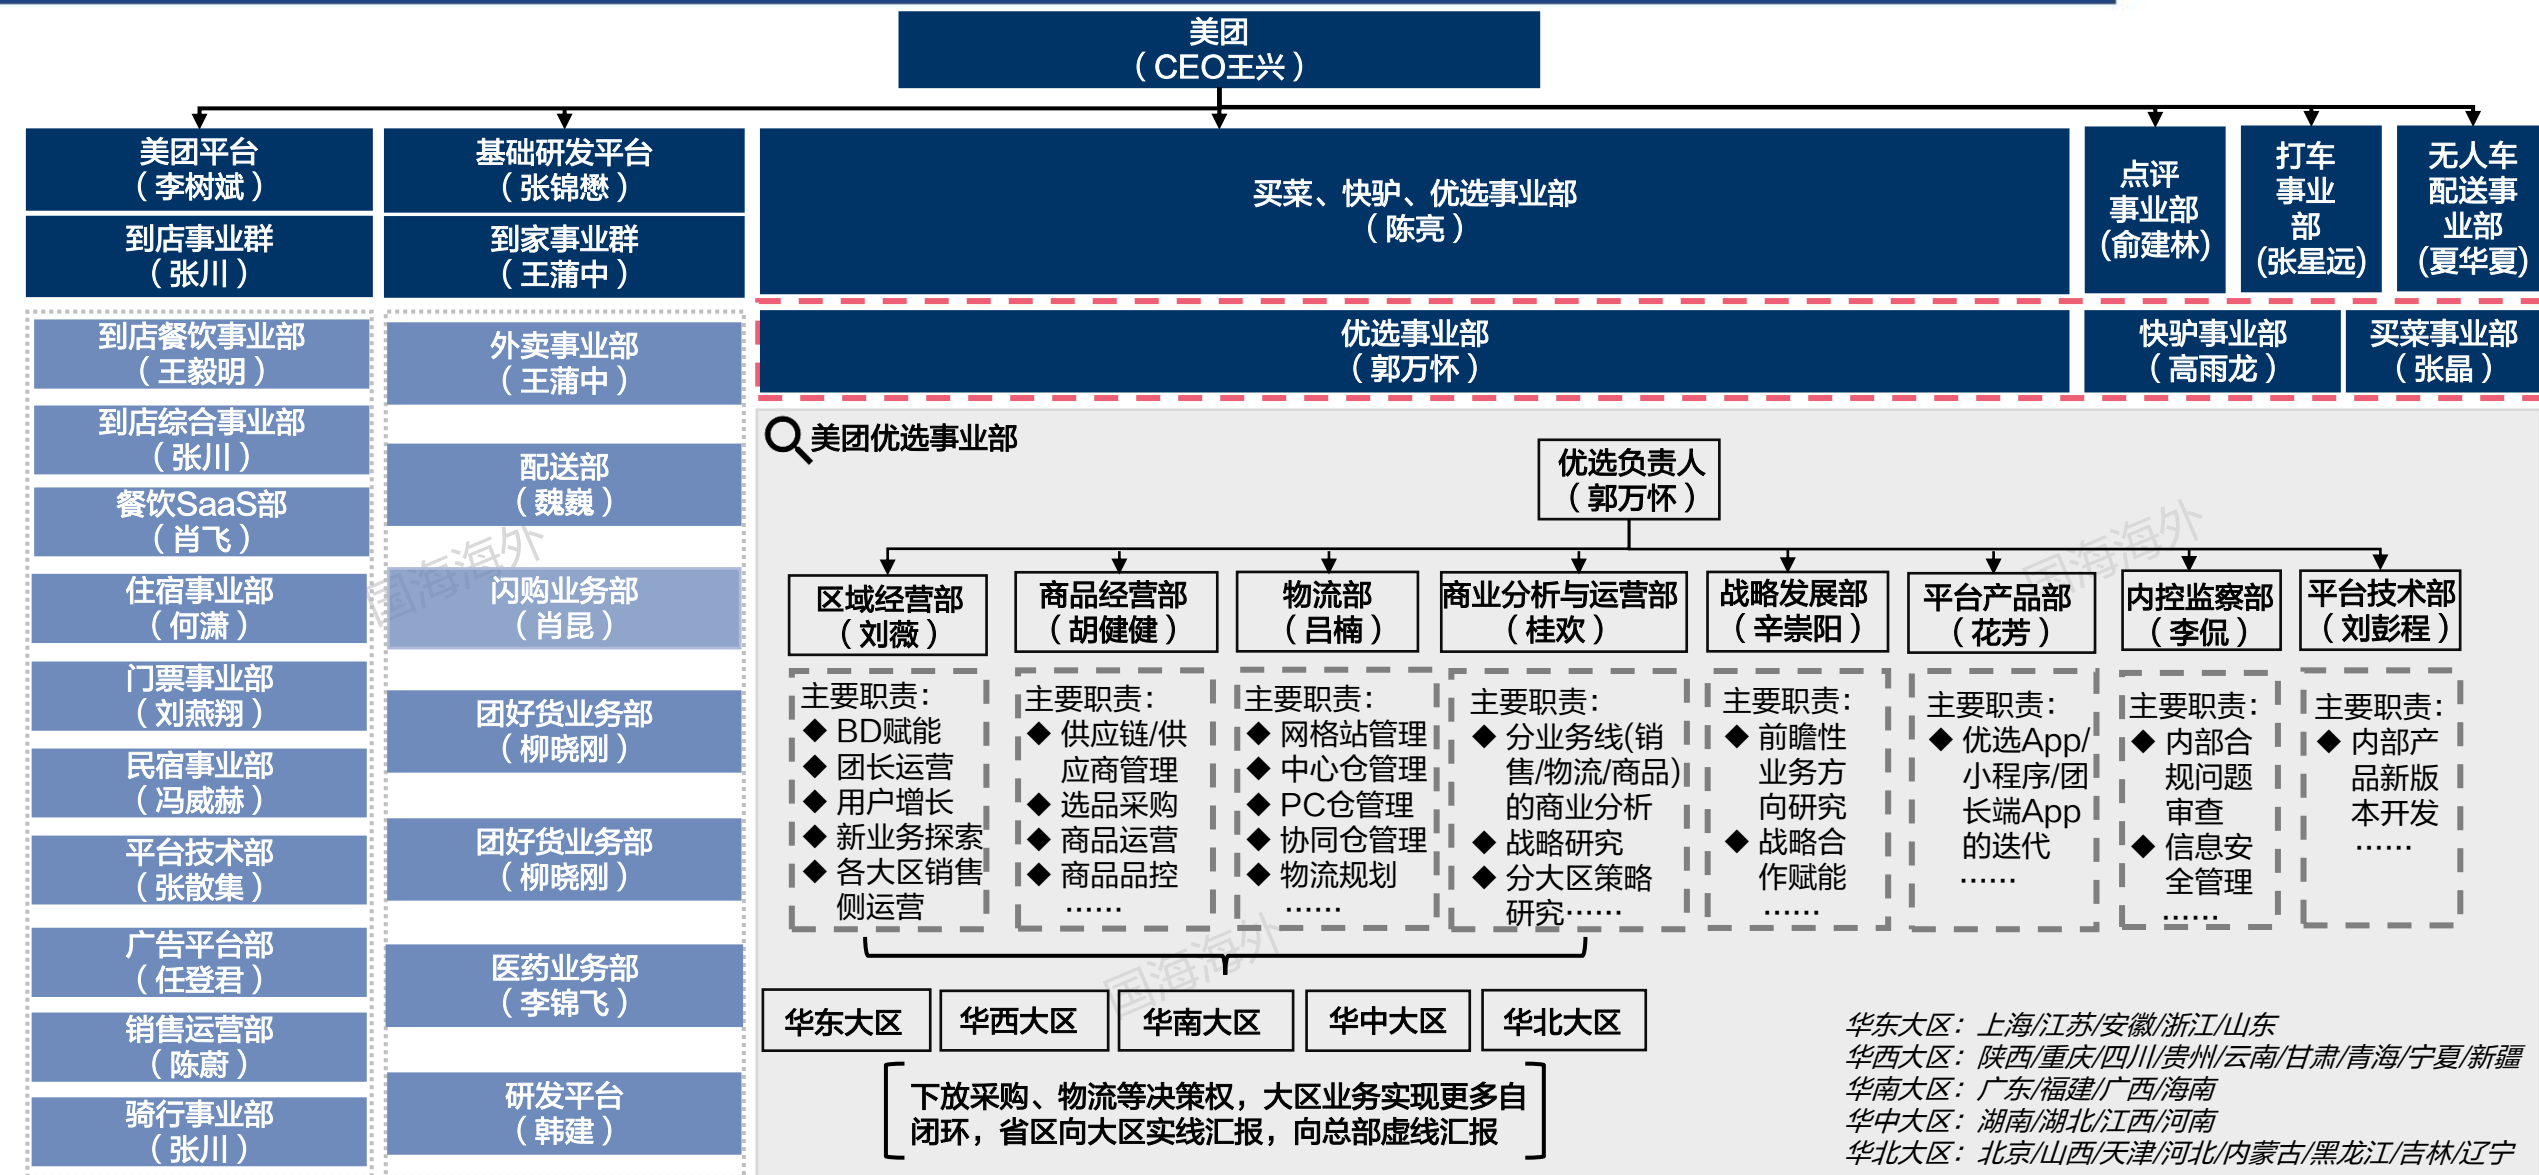 美团
（CEO王兴）
美团平台
（李树斌）
基础研发平台
（张锦懋）
到店事业群
（张川）
到家事业群
（王蒲中）
买菜、快驴、优选事业部
（陈亮）
点评
事业部
(俞建林)
打车
事业
部
(张星远)
无人车
配送事
业部
(夏华夏)
优选事业部
（郭万怀）
快驴事业部
（高雨龙）
买菜事业部
（张晶）
到店餐饮事业部
（王毅明）
到店综合事业部
（张川）
餐饮SaaS部
（肖飞）
住宿事业部
（何潇）
门票事业部
（刘燕翔）
民宿事业部
（冯威赫）
平台技术部
（张散集）
广告平台部
（任登君）
销售运营部
（陈蔚）
骑行事业部
（张川）
外卖事业部
（王蒲中）
配送部
（魏巍）
闪购业务部
（肖昆）
团好货业务部
（柳晓刚）
团好货业务部
（柳晓刚）
医药业务部
（李锦飞）
研发平台
（韩建）
美团优选事业部
优选负责人
（郭万怀）
区域经营部
（刘薇）
主要职责：
◆ BD赋能
◆ 团长运营
◆ 用户增长
◆ 新业务探索
◆ 各大区销售
侧运营
商品经营部
（胡健健）
主要职责：
◆ 供应链/供
应商管理
◆ 选品采购
◆ 商品运营
◆ 商品品控
……
物流部
（吕楠）
主要职责：
◆ 网格站管理
◆ 中心仓管理
◆ PC仓管理
◆ 协同仓管理
◆ 物流规划
……
商业分析与运营部
（桂欢）
主要职责：
◆ 分业务线(销
售/物流/商品)
的商业分析
◆ 战略研究
◆ 分大区策略
研究……
战略发展部
（辛崇阳）
主要职责：
◆ 前瞻性
业务方
向研究
◆ 战略合
作赋能
……
平台产品部
（花芳）
主要职责：
◆ 优选App/
小程序/团
长端App
的迭代
……
内控监察部
（李侃）
主要职责：
◆ 内部合
规问题
审查
◆ 信息安
全管理
……
平台技术部
（刘彭程）
主要职责：
◆ 内部产
品新版
本开发
……
华东大区
华西大区
华南大区
华中大区
华北大区
下放采购、物流等决策权，大区业务实现更多自
闭环，省区向大区实线汇报，向总部虚线汇报
华东大区：上海/江苏/安徽/浙江/山东
华西大区：陕西/重庆/四川/贵州/云南/甘肃/青海/宁夏/新疆
华南大区：广东/福建/广西/海南
华中大区：湖南/湖北/江西/河南
华北大区：北京/山西/天津/河北/内蒙古/黑龙江/吉林/辽宁
国海海外
国海海外
国海海外